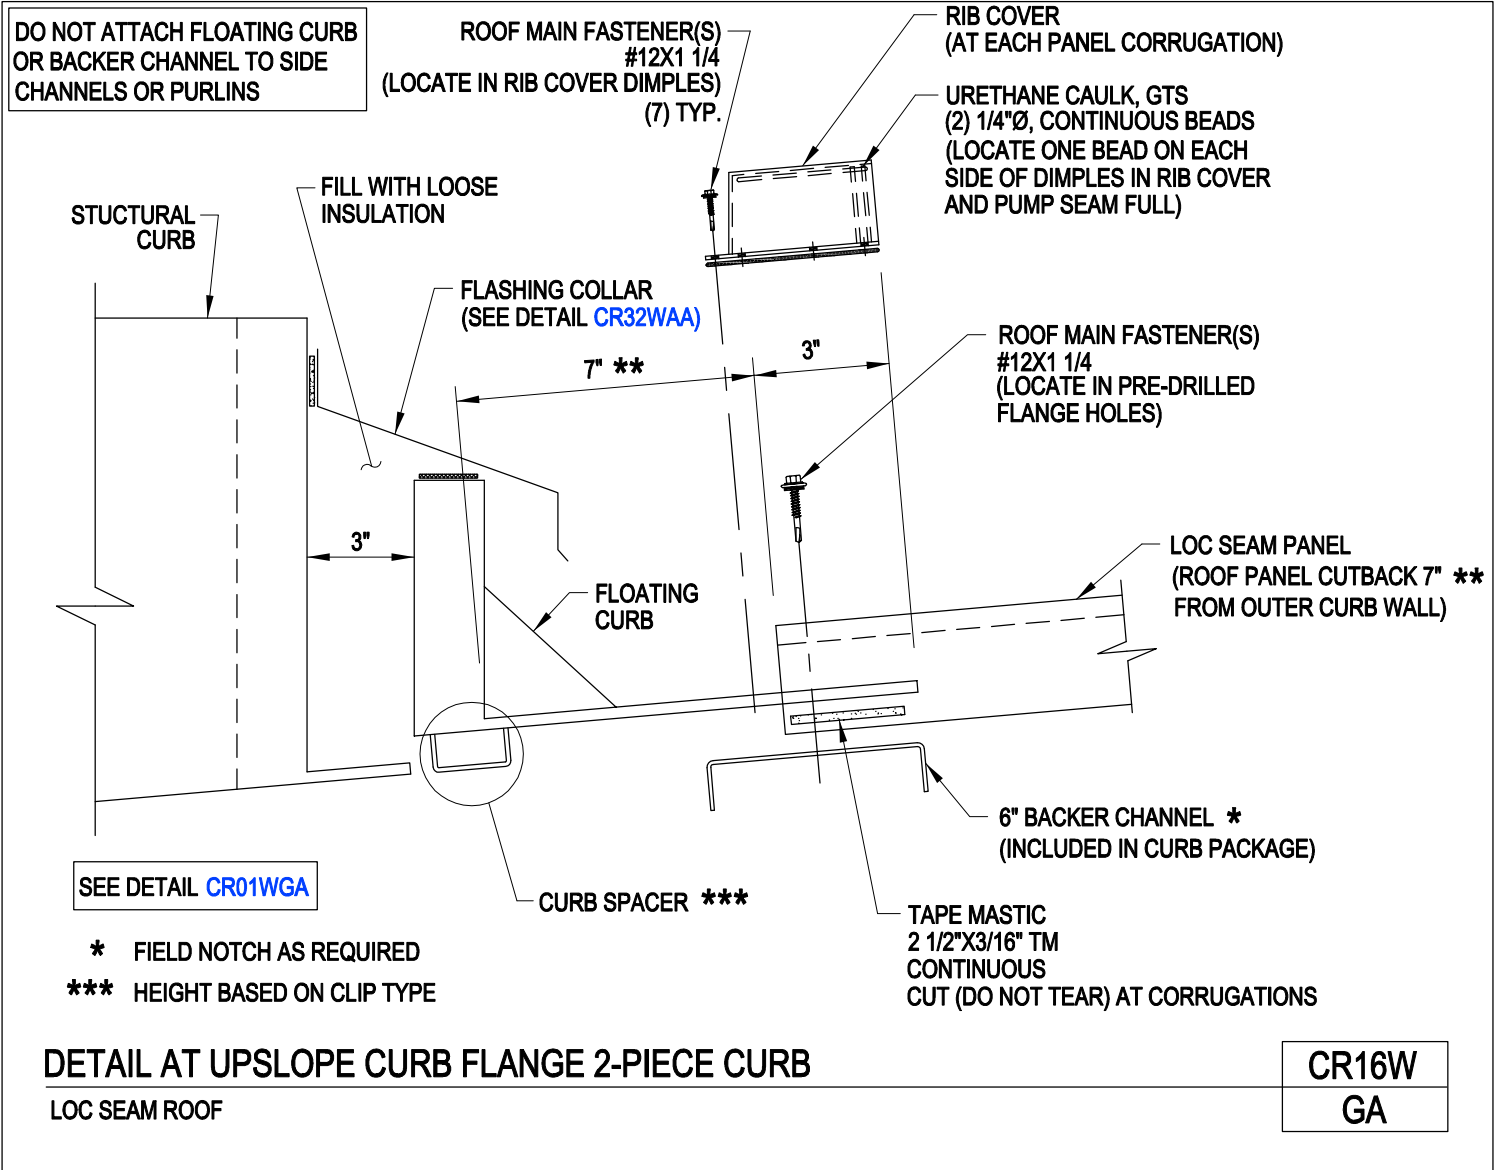 DO NOT ATTACH FLOATING CURB
OR BACKER CHANNEL TO SIDE
CHANNELS OR PURLINS
ROOF MAIN FASTENER(S)
#12X1 1/4
(LOCATE IN RIB COVER DIMPLES)
(7) TYP.
RIB COVER
(AT EACH PANEL CORRUGATION)
URETHANE CAULK, GTS
(2) 1/4"Ø, CONTINUOUS BEADS
(LOCATE ONE BEAD ON EACH
SIDE OF DIMPLES IN RIB COVER
AND PUMP SEAM FULL)
FILL WITH LOOSE
INSULATION
STUCTURAL
CURB
FLASHING COLLAR
(SEE DETAIL CR32WAA)
7" **
3"
ROOF MAIN FASTENER(S)
#12X1 1/4
(LOCATE IN PRE-DRILLED
FLANGE HOLES)
3"
FLOATING
CURB
LOC SEAM PANEL
(ROOF PANEL CUTBACK 7" **
FROM OUTER CURB WALL)
6" BACKER CHANNEL *
(INCLUDED IN CURB PACKAGE)
SEE DETAIL CR01WGA
CURB SPACER ***
TAPE MASTIC
2 1/2"X3/16" TM
CONTINUOUS
CUT (DO NOT TEAR) AT CORRUGATIONS
* FIELD NOTCH AS REQUIRED
*** HEIGHT BASED ON CLIP TYPE
DETAIL AT UPSLOPE CURB FLANGE 2-PIECE CURB
LOC SEAM ROOF
CR16W
GA